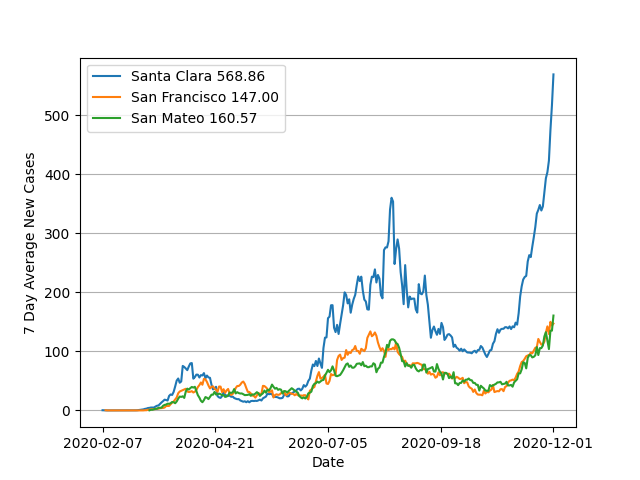 Santa Clara 568.86
San Francisco 147.00
San Mateo 160.57
7 Day Average New Cases
500
400
300
200
100
0
2020-02-07 2020-04-21 2020-07-05 2020-09-18 2020-12-01
Date